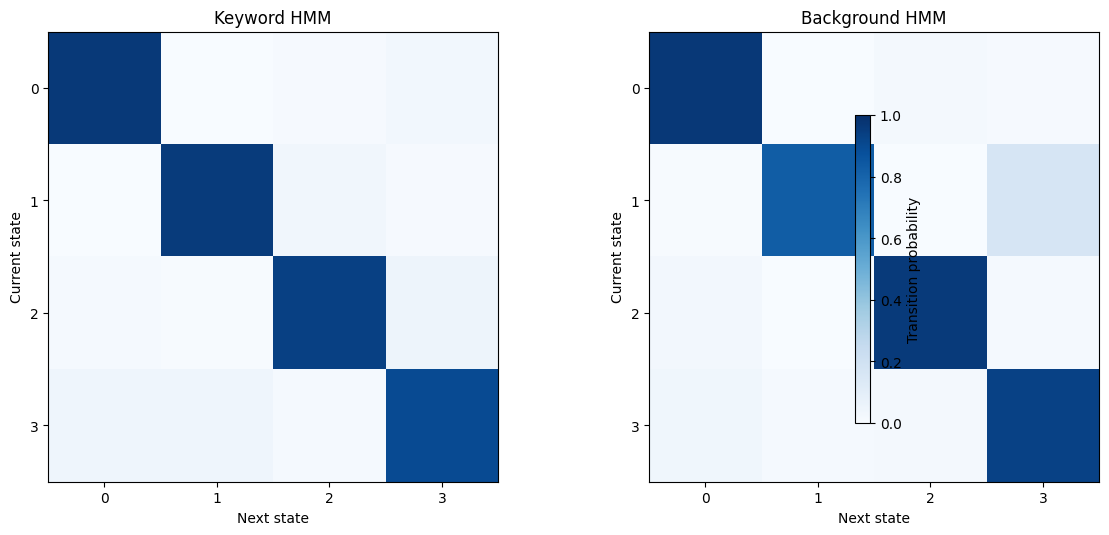 Keyword HMM
Current state
0
1
2
3
0 1 2 3
Next state
Background HMM
Current state
0
1
2
3
0 1 2 3
Next state
1.0
0.8
0.6
0.4
0.2
0.0
Transition probability